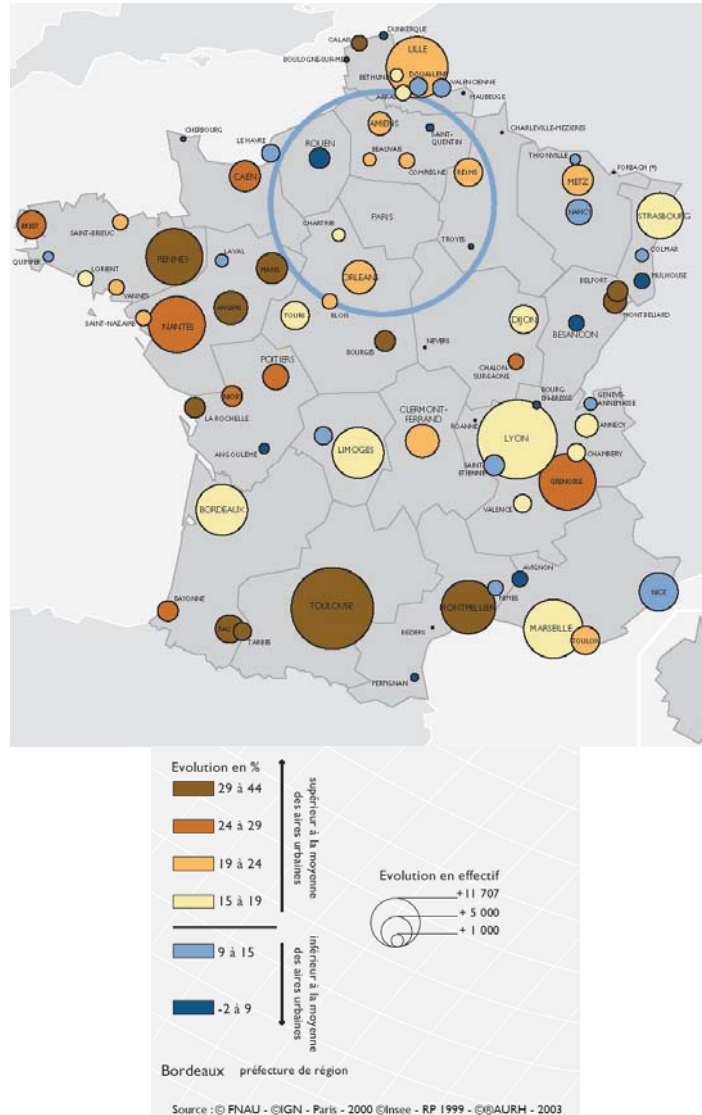 DUNKERQUE
CALAIS
LILLE
BOULOGNE-SUR-MER
BETHUNE
DOUAI-LENS
VALENCIENNE
ARRAS
MAUBEUGE
CHERBOURG
LE HAVRE
ROUEN
AMIENS
SAINT-
QUENTIN
CHARLEVILLE-MEZIERES
BEAUVAIS
COMPIEGNE
REIMS
THIONVILLE
FORBACH (*)
METZ
CAEN
NANCY
STRASBOURG
PARIS
BREST
SAINT-BRIEUC
CHARTRES
TROYES
QUIMPER
RENNES
LAVAL
MANS
COLMAR
LORIENT
VANNES
ORLEANS
MULHOUSE
BELFORT
SAINT-NAZAIRE
NANTES
ANGERS
TOURS
BLOIS
DIJON
MONTBELIARD
BESANCON
BOURGES
NEVERS
POITIERS
CHALON-
SUR-SAONE
NIORT
LA ROCHELLE
BOURG-
EN-BRESSE
GENEVE-
ANNEMASSE
CLERMONT-
FERRAND
ROANNE
ANNECY
LYON
ANGOULEME
LIMOGES
CHAMBERY
SAINT-
ETIENNE
GRENOBLE
BORDEAUX
VALENCE
BAYONNE
TOULOUSE
AVIGNON
NIMES
NICE
MONTPELLIER
PAU
TARBES
BEZIERS
MARSEILLE
TOULON
PERPIGNAN
Evolution en %
29 à 44
24 à 29
19 à 24
15 à 19
supérieur à la moyenne
des aires urbaines
9 à 15
-2 à 9
inférieur à la moyenne
des aires urbaines
Evolution en effectif
+11 707
+ 5 000
+ 1 000
Bordeaux préfecture de région
Source : © FNAU - ©IGN - Paris - 2000 ©Insee - RP 1999 - ©®AURH - 2003